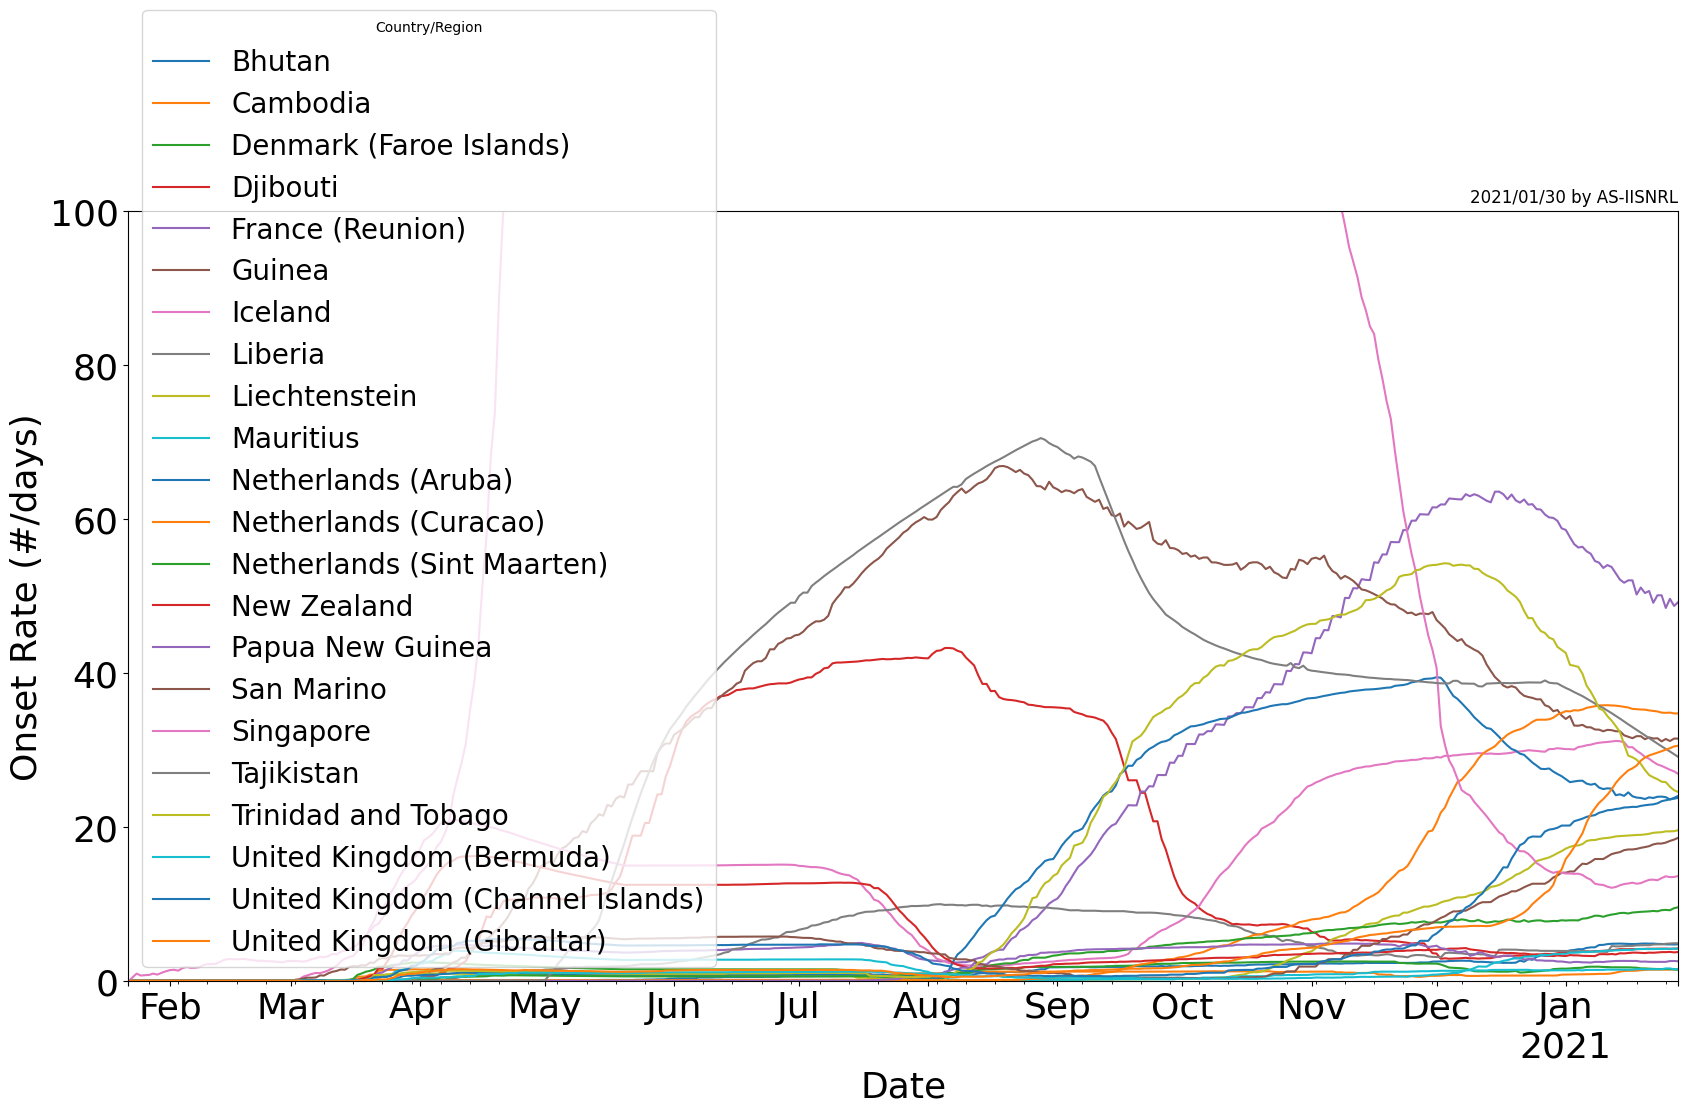 Country/Region
Bhutan
Cambodia
Denmark (Faroe Islands)
Djibouti
France (Reunion)
Guinea
Iceland
Liberia
Liechtenstein
Mauritius
Netherlands (Aruba)
Netherlands (Curacao)
Netherlands (Sint Maarten)
New Zealand
Papua New Guinea
San Marino
Singapore
Tajikistan
Trinidad and Tobago
United Kingdom (Bermuda)
United Kingdom (Channel Islands)
United Kingdom (Gibraltar)
2021/01/30 by AS-IISNRL
100
80
60
40
20
0
Onset Rate (#/days)
Feb Mar Apr May Jun Jul Aug Sep Oct Nov Dec Jan
2021
Date